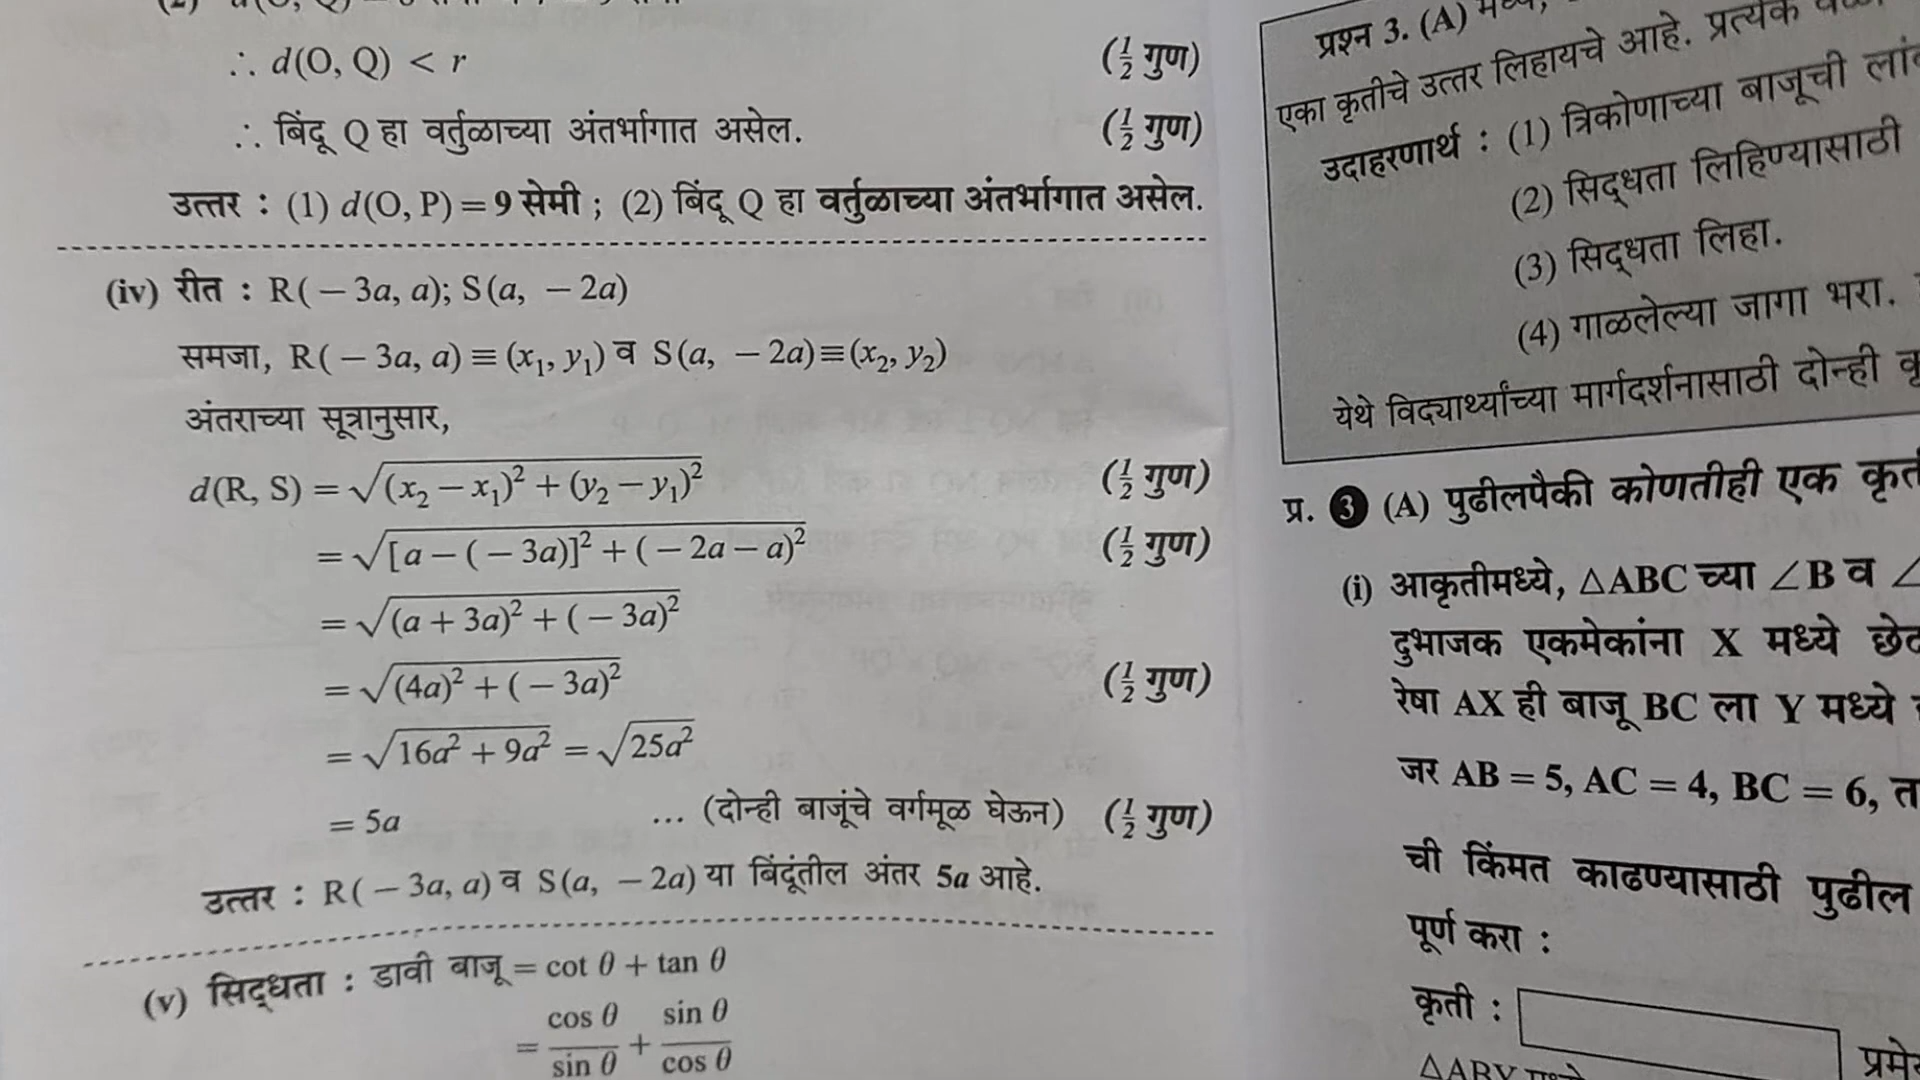 ∴ d(O, Q) < r (1/2 गुण)
∴ बिंदू Q हा वर्तुळाच्या अंतर्भागात असेल. (1/2 गुण)
उत्तर : (1) d(O, P) = 9 सेमी ; (2) बिंदू Q हा वर्तुळाच्या अंतर्भागात असेल.
(iv) रीत : R(– 3a, a); S(a, – 2a)
समजा, R(– 3a, a) ≡ (x₁, y₁) व S(a, – 2a) ≡ (x₂, y₂)
अंतराच्या सूत्रानुसार,
d(R, S) = √(x₂ – x₁)² + (y₂ – y₁)² (1/2 गुण)
= √[a – (– 3a)]² + (– 2a – a)² (1/2 गुण)
= √(a + 3a)² + (– 3a)²
= √(4a)² + (– 3a)² (1/2 गुण)
= √16a² + 9a² = √25a²
= 5a ... (दोन्ही बाजूंचे वर्गमूळ घेऊन) (1/2 गुण)
उत्तर : R(– 3a, a) व S(a, – 2a) या बिंदूंतील अंतर 5a आहे.
(v) सिद्धता : डावी बाजू = cot θ + tan θ
= cos θ/sin θ + sin θ/cos θ
प्रश्न 3. (A)
एका कृतीचे उत्तर लिहायचे आहे. प्रत्येक
उदाहरणार्थ : (1) त्रिकोणाच्या बाजूची
(2) सिद्धता लिहिण्यासाठी
(3) सिद्धता लिहा.
(4) गाळलेल्या जागा भरा.
येथे विद्यार्थ्यांच्या मार्गदर्शनासाठी दोन्ही
प्र. 3 (A) पुढीलपैकी कोणतीही एक
(i) आकृतीमध्ये, △ABC च्या ∠B व ∠
दुभाजक एकमेकांना X मध्ये
रेषा AX ही बाजू BC ला Y मध्ये
जर AB = 5, AC = 4, BC = 6,
ची किंमत काढण्यासाठी पुढील
पूर्ण करा :
कृती :